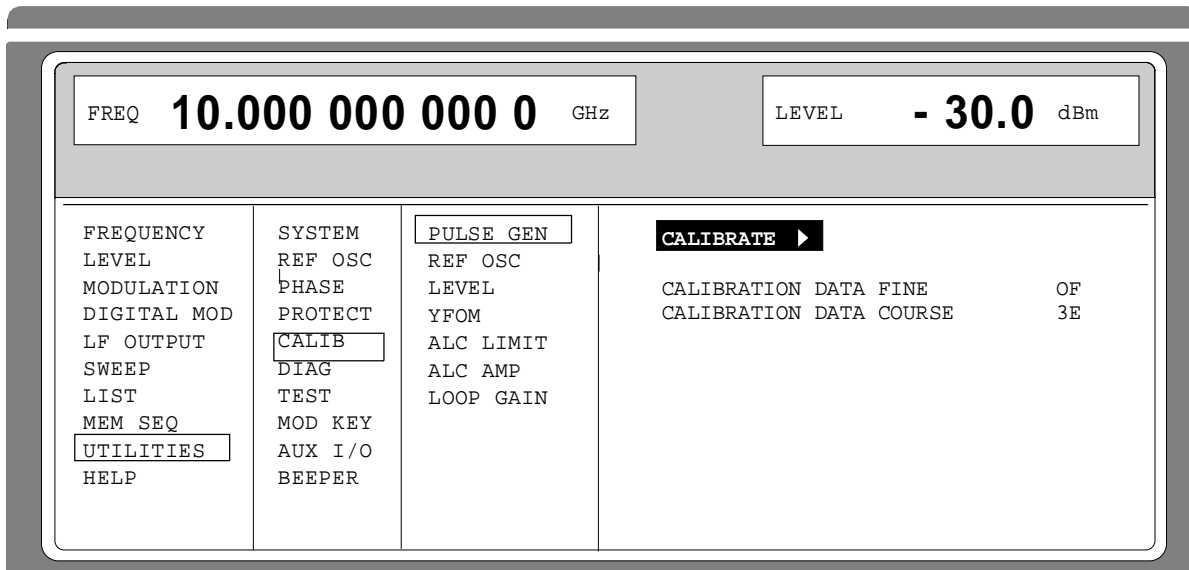 FREQ 10.000 000 000 0 GHz
LEVEL - 30.0 dBm
FREQUENCY
LEVEL
MODULATION
DIGITAL MOD
LF OUTPUT
SWEEP
LIST
MEM SEQ
UTILITIES
HELP
SYSTEM
REF OSC
PHASE
PROTECT
CALIB
DIAG
TEST
MOD KEY
AUX I/O
BEEPER
PULSE GEN
REF OSC
LEVEL
YFOM
ALC LIMIT
ALC AMP
LOOP GAIN
CALIBRATE
CALIBRATION DATA FINE OF
CALIBRATION DATA COURSE 3E